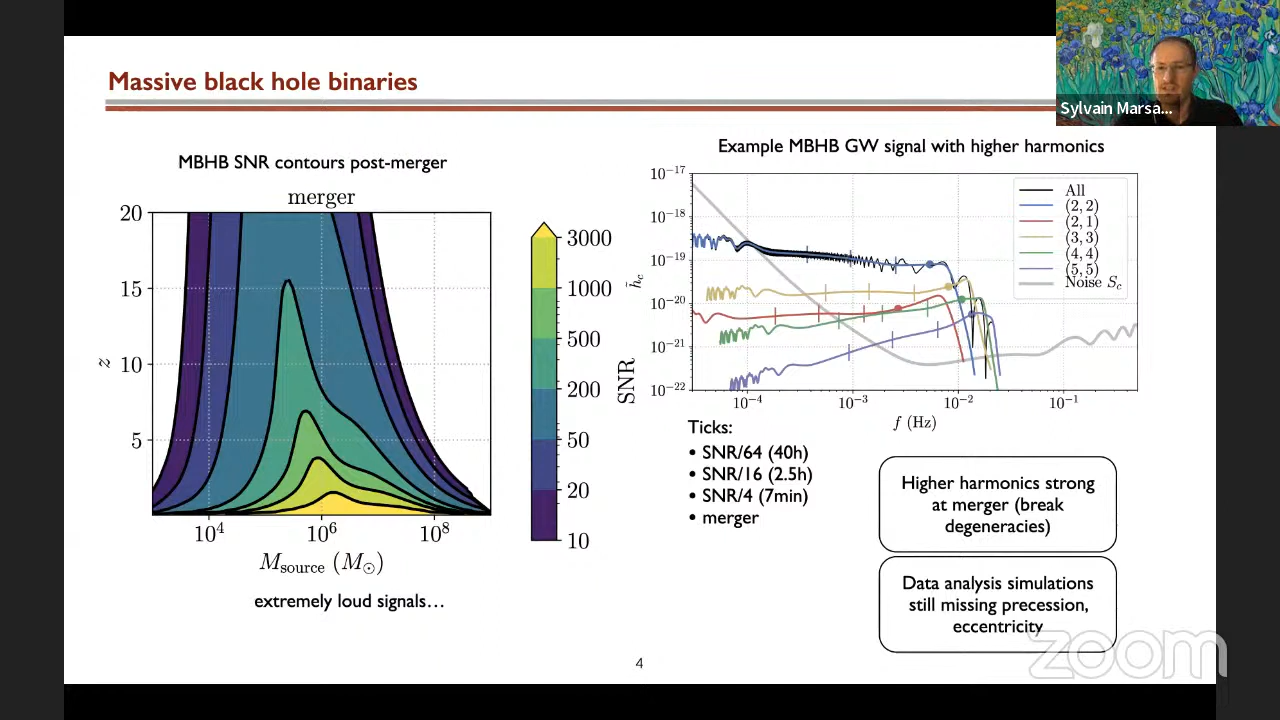 Massive black hole binaries
Sylvain Marsa...
MBHB SNR contours post-merger
merger
20
15
10
5
z
10^4
10^6
10^8
M_source (M_⊙)
3000
1000
500
200
50
20
10
SNR
extremely loud signals…
Example MBHB GW signal with higher harmonics
10^−17
10^−18
10^−19
10^−20
10^−21
10^−22
h̃_c
All
(2, 2)
(2, 1)
(3, 3)
(4, 4)
(5, 5)
Noise S_c
10^−4
10^−3
10^−2
10^−1
f (Hz)
Ticks:
• SNR/64 (40h)
• SNR/16 (2.5h)
• SNR/4 (7min)
• merger
Higher harmonics strong
at merger (break
degeneracies)
Data analysis simulations
still missing precession,
eccentricity
4
zoom